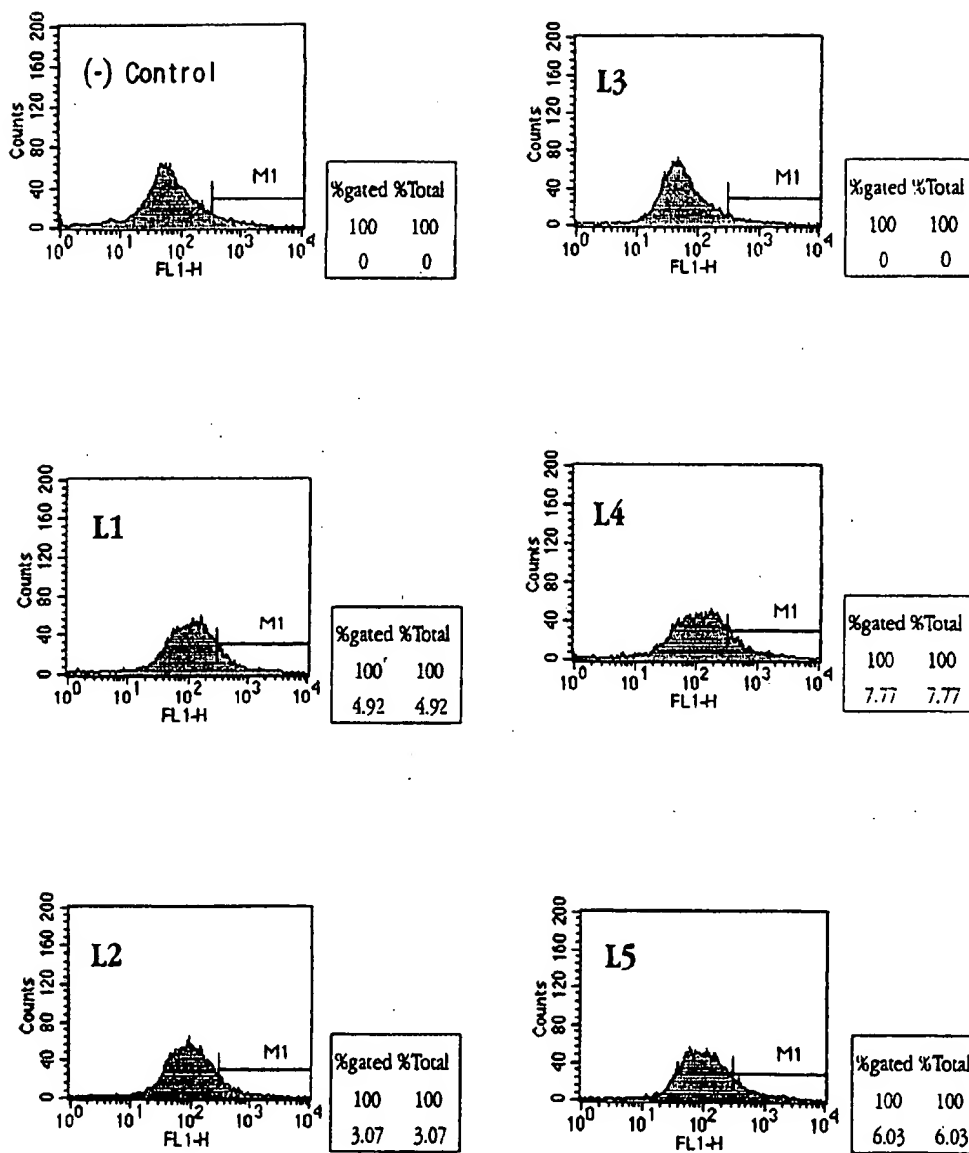 (-) Control
Counts
200
160
120
80
40
0
M1
10^0 10^1 10^2 10^3 10^4
FL1-H
%gated %Total
100 100
0 0
L3
Counts
200
160
120
80
40
0
M1
10^0 10^1 10^2 10^3 10^4
FL1-H
%gated %Total
100 100
0 0
L1
Counts
200
160
120
80
40
0
M1
10^0 10^1 10^2 10^3 10^4
FL1-H
%gated %Total
100 100
4.92 4.92
L4
Counts
200
160
120
80
40
0
M1
10^0 10^1 10^2 10^3 10^4
FL1-H
%gated %Total
100 100
7.77 7.77
L2
Counts
200
160
120
80
40
0
M1
10^0 10^1 10^2 10^3 10^4
FL1-H
%gated %Total
100 100
3.07 3.07
L5
Counts
200
160
120
80
40
0
M1
10^0 10^1 10^2 10^3 10^4
FL1-H
%gated %Total
100 100
6.03 6.03